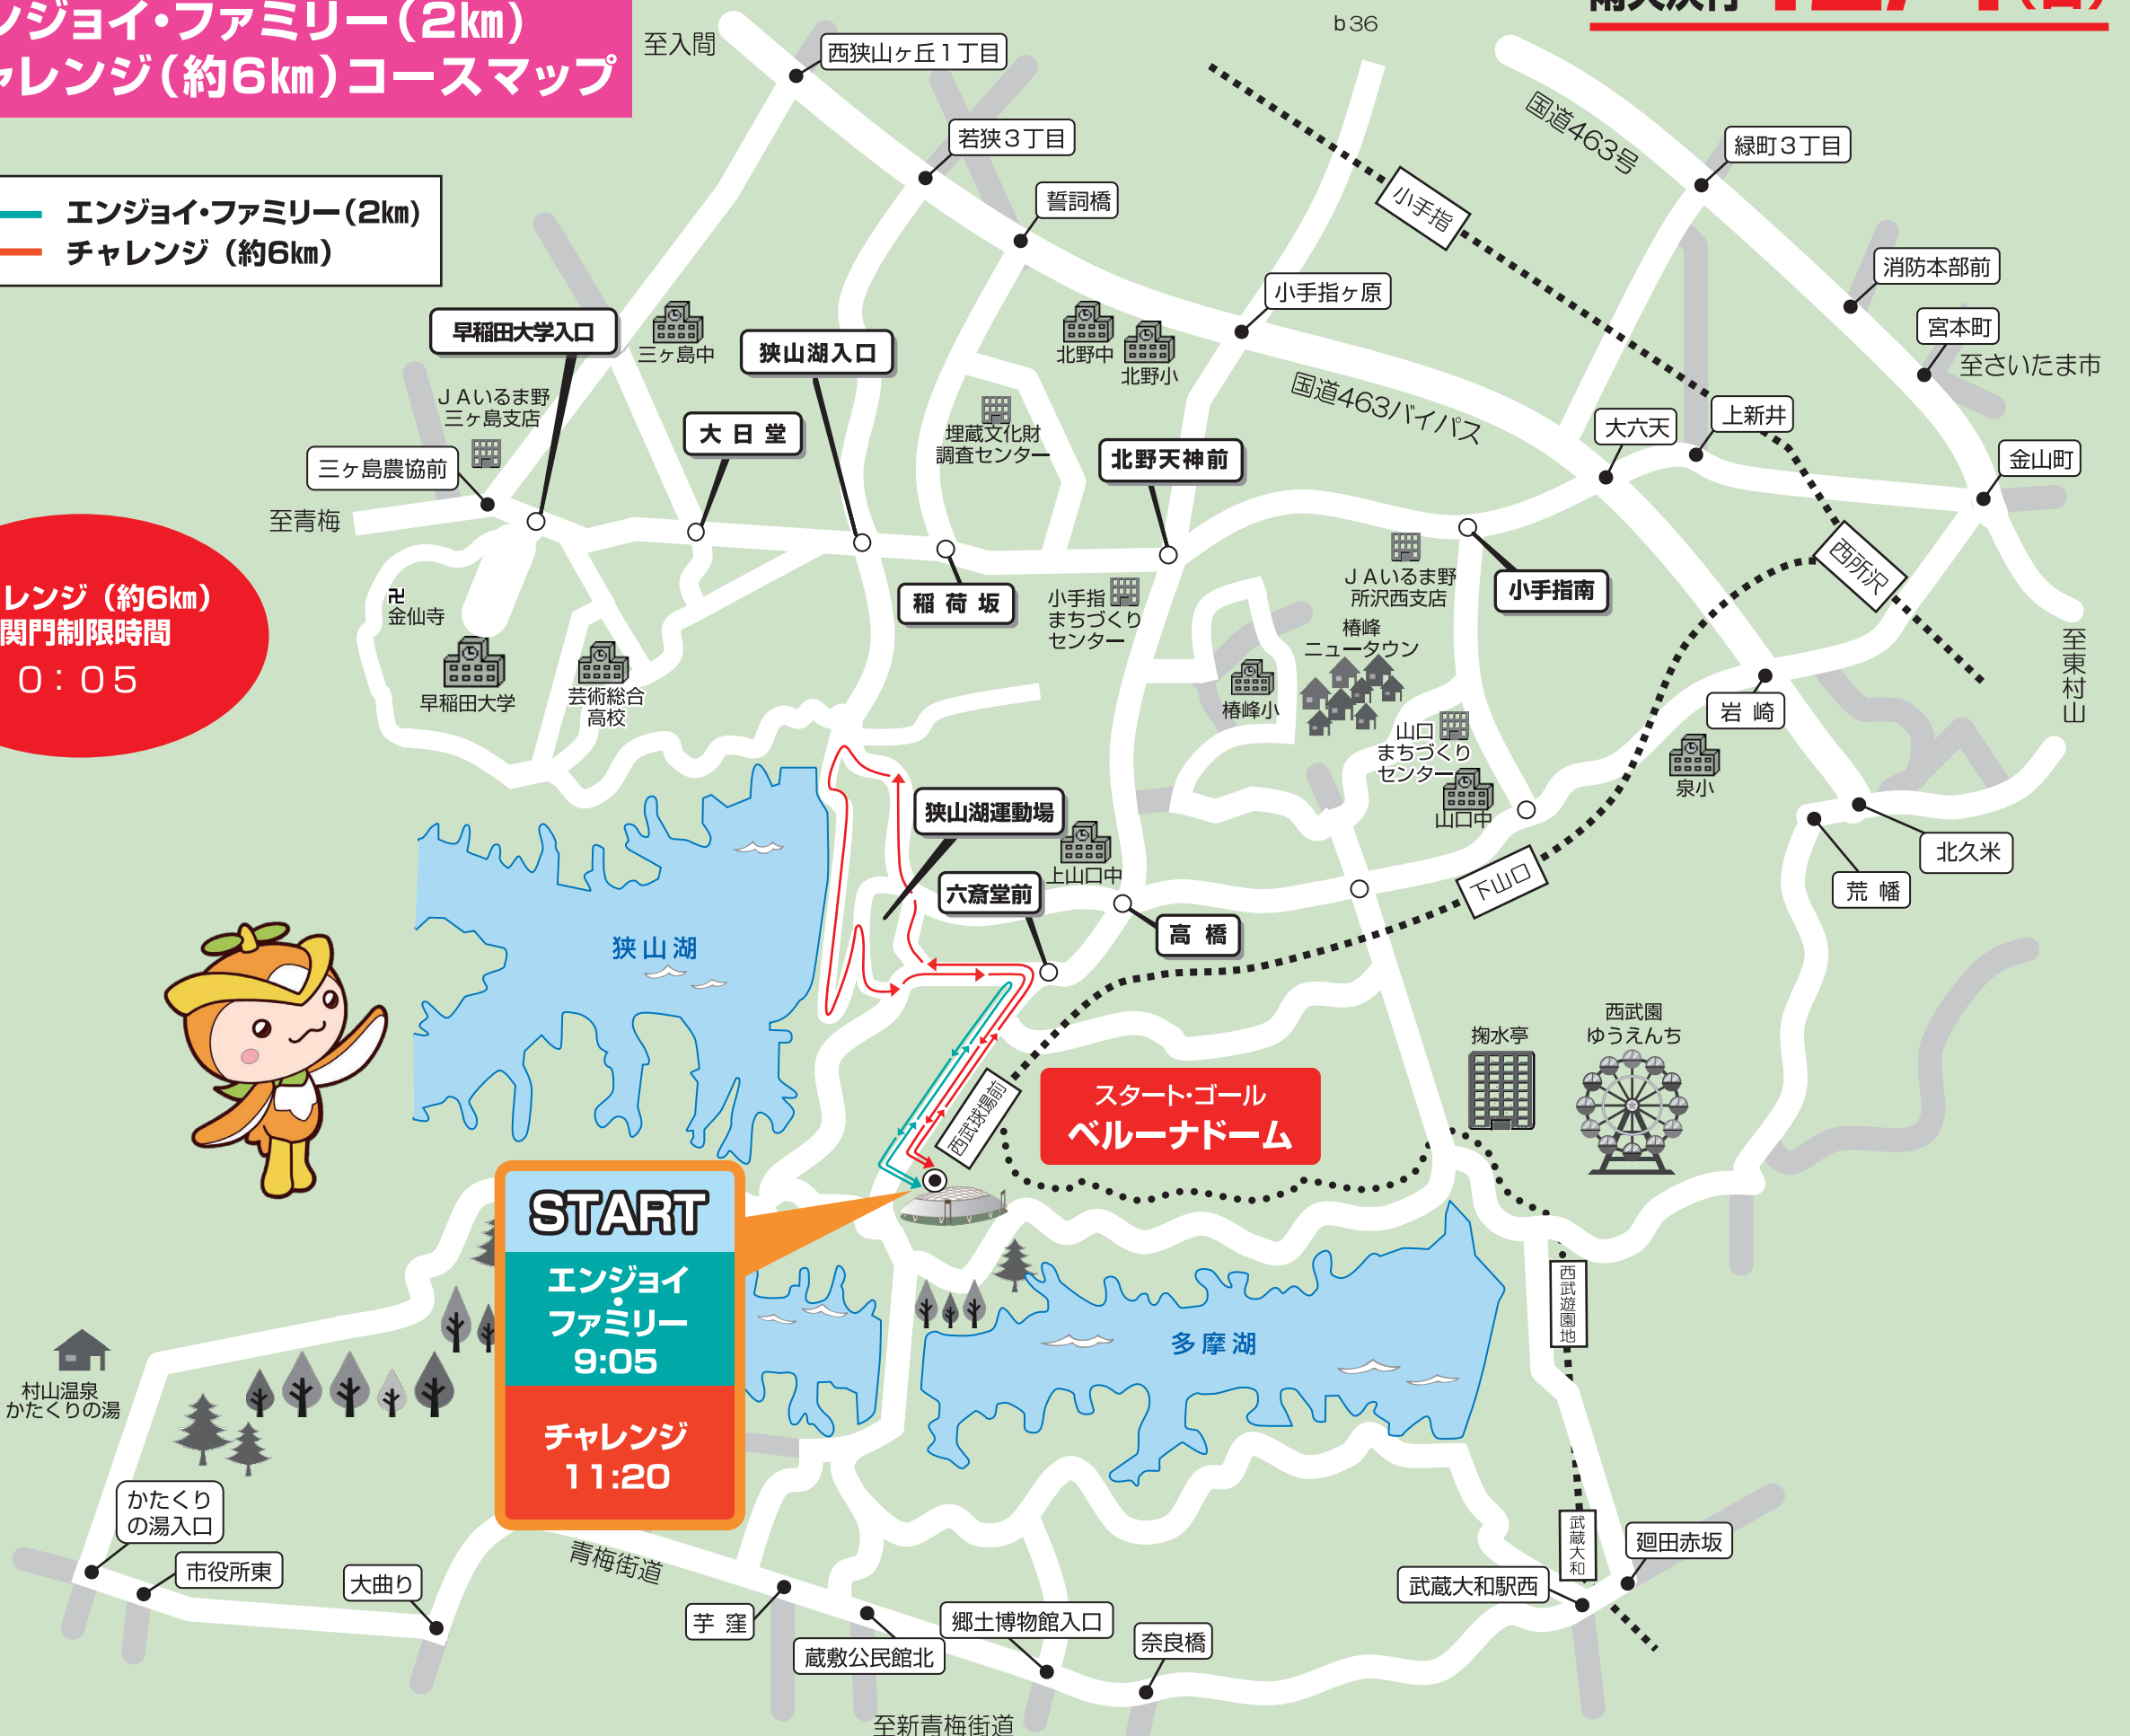 ンジョイ・ファミリー(2km)
ャレンジ(約6km)コースマップ
エンジョイ・ファミリー(2km)
チャレンジ(約6km)
b36
至入間
西狭山ヶ丘1丁目
若狭3丁目
誓詞橋
国道463号
緑町3丁目
小手指
消防本部前
宮本町
至さいたま市
小手指ヶ原
国道463バイパス
早稲田大学入口
三ヶ島中
狭山湖入口
北野中
北野小
JAいるま野
三ヶ島支店
大日堂
埋蔵文化財
調査センター
北野天神前
大六天
上新井
金山町
三ヶ島農協前
至青梅
レンジ(約6km)
関門制限時間
0:05
金仙寺
早稲田大学
芸術総合
高校
稲荷坂
小手指
まちづくり
センター
JAいるま野
所沢西支店
小手指南
西所沢
椿峰
ニュータウン
椿峰小
至東村山
岩崎
山口
まちづくり
センター
山口中
泉小
狭山湖運動場
上山口中
六斎堂前
高橋
下山口
北久米
荒幡
狭山湖
西武球場前
スタート・ゴール
ベルーナドーム
掬水亭
西武園
ゆうえんち
START
エンジョイ
・
ファミリー
9:05
チャレンジ
11:20
多摩湖
西武遊園地
村山温泉
かたくりの湯
かたくり
の湯入口
市役所東
大曲り
青梅街道
芋窪
蔵敷公民館北
郷土博物館入口
奈良橋
武蔵大和
武蔵大和駅西
廻田赤坂
至新青梅街道